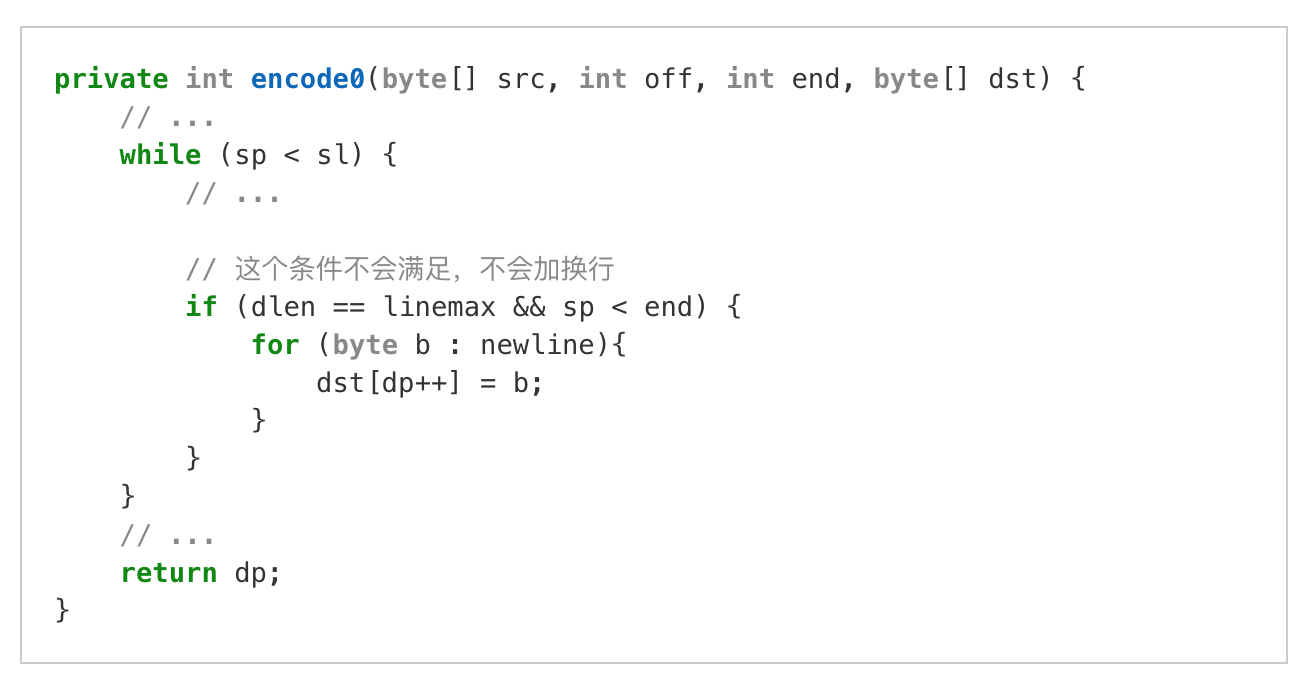 private int encode0(byte[] src, int off, int end, byte[] dst) {
    // ...
    while (sp < sl) {
        // ...

        // 这个条件不会满足，不会加换行
        if (dlen == linemax && sp < end) {
            for (byte b : newline){
                dst[dp++] = b;
            }
        }
    }
    // ...
    return dp;
}